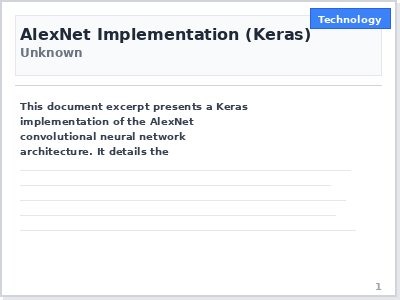 Technology
AlexNet Implementation (Keras)
Unknown
This document excerpt presents a Keras
implementation of the AlexNet
convolutional neural network
architecture. It details the
1